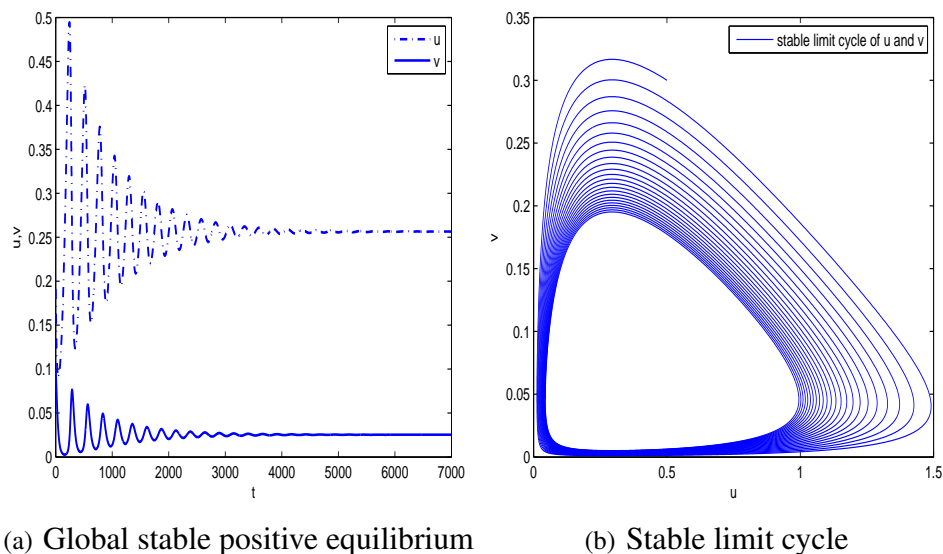 0.5
0.45
0.4
0.35
0.3
0.25
0.2
0.15
0.1
0.05
0
u,v
u
v
0 1000 2000 3000 4000 5000 6000 7000
t
(a) Global stable positive equilibrium
0.35
0.3
0.25
0.2
0.15
0.1
0.05
0
v
stable limit cycle of u and v
0 0.5 1 1.5
u
(b) Stable limit cycle